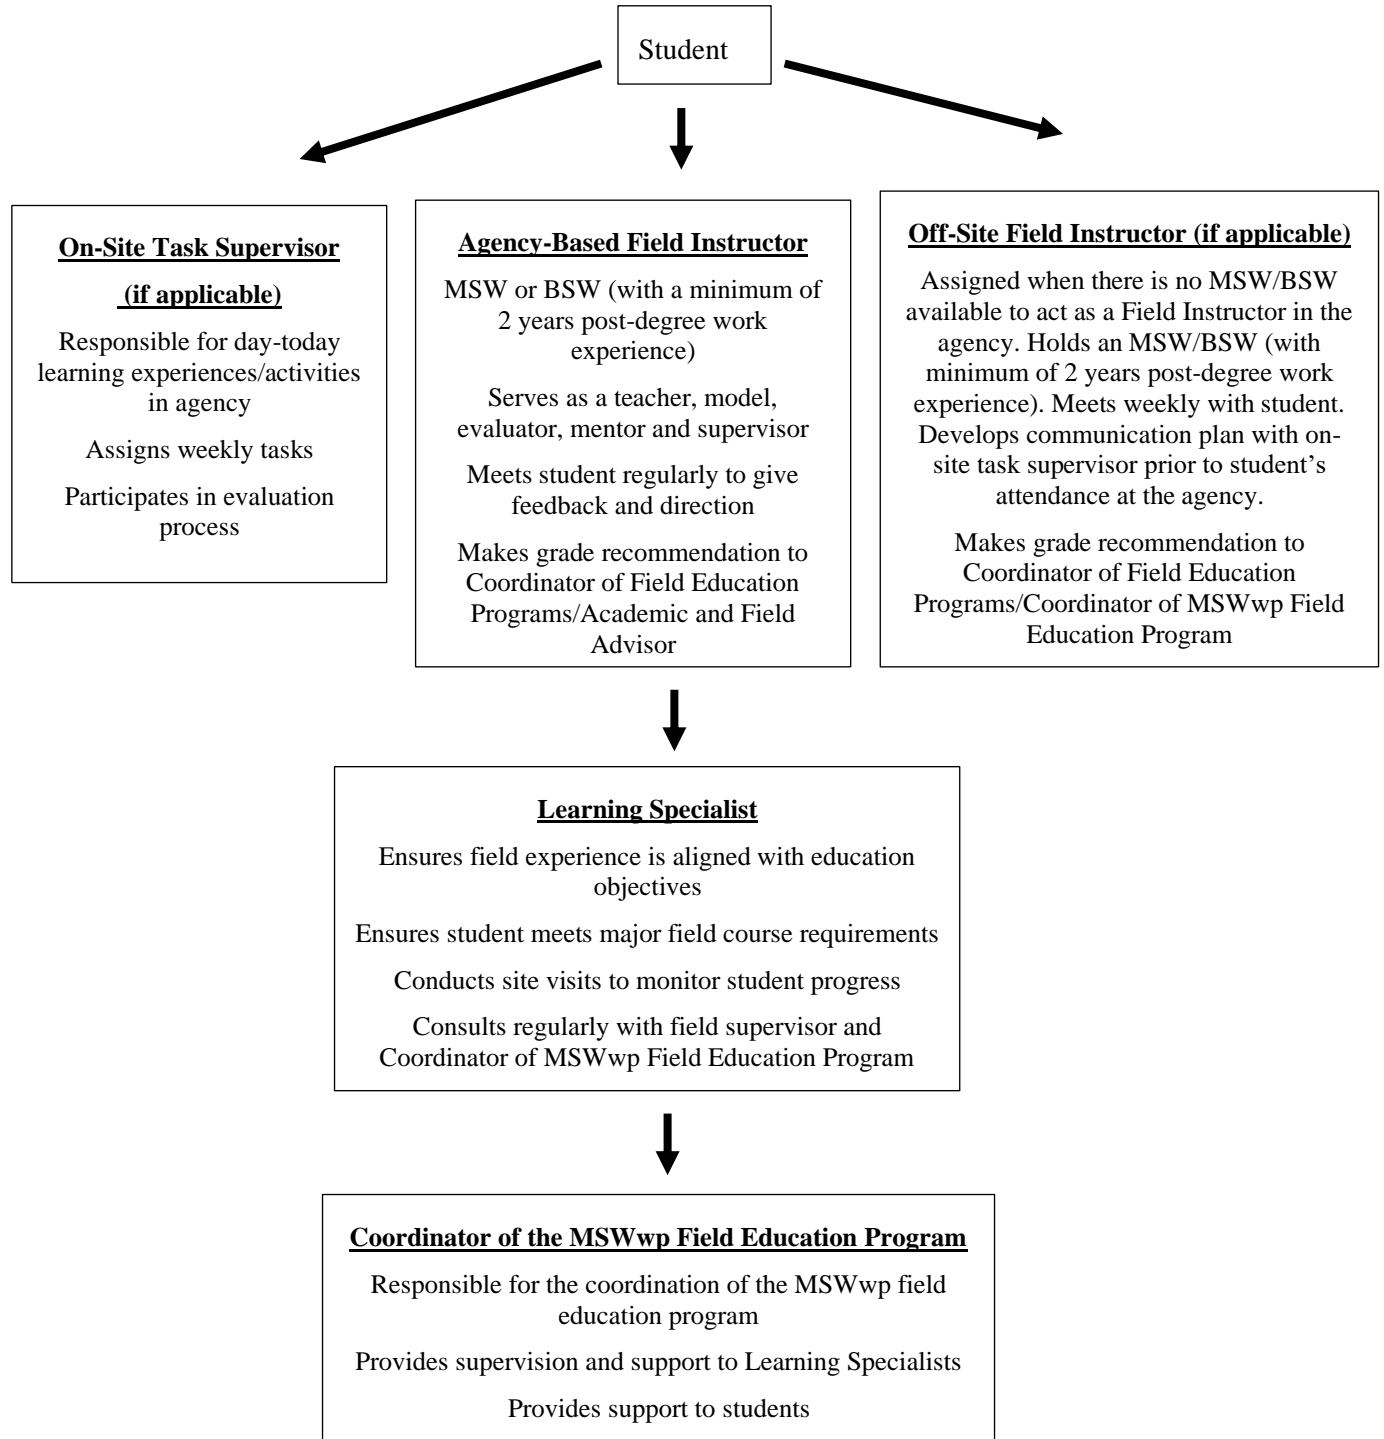 Student
On-Site Task Supervisor
(if applicable)
Responsible for day-today
learning experiences/activities
in agency
Assigns weekly tasks
Participates in evaluation
process
Agency-Based Field Instructor
MSW or BSW (with a minimum of
2 years post-degree work
experience)
Serves as a teacher, model,
evaluator, mentor and supervisor
Meets student regularly to give
feedback and direction
Makes grade recommendation to
Coordinator of Field Education
Programs/Academic and Field
Advisor
Off-Site Field Instructor (if applicable)
Assigned when there is no MSW/BSW
available to act as a Field Instructor in the
agency. Holds an MSW/BSW (with
minimum of 2 years post-degree work
experience). Meets weekly with student.
Develops communication plan with on-
site task supervisor prior to student’s
attendance at the agency.
Makes grade recommendation to
Coordinator of Field Education
Programs/Coordinator of MSWwp Field
Education Program
Learning Specialist
Ensures field experience is aligned with education
objectives
Ensures student meets major field course requirements
Conducts site visits to monitor student progress
Consults regularly with field supervisor and
Coordinator of MSWwp Field Education Program
Coordinator of the MSWwp Field Education Program
Responsible for the coordination of the MSWwp field
education program
Provides supervision and support to Learning Specialists
Provides support to students